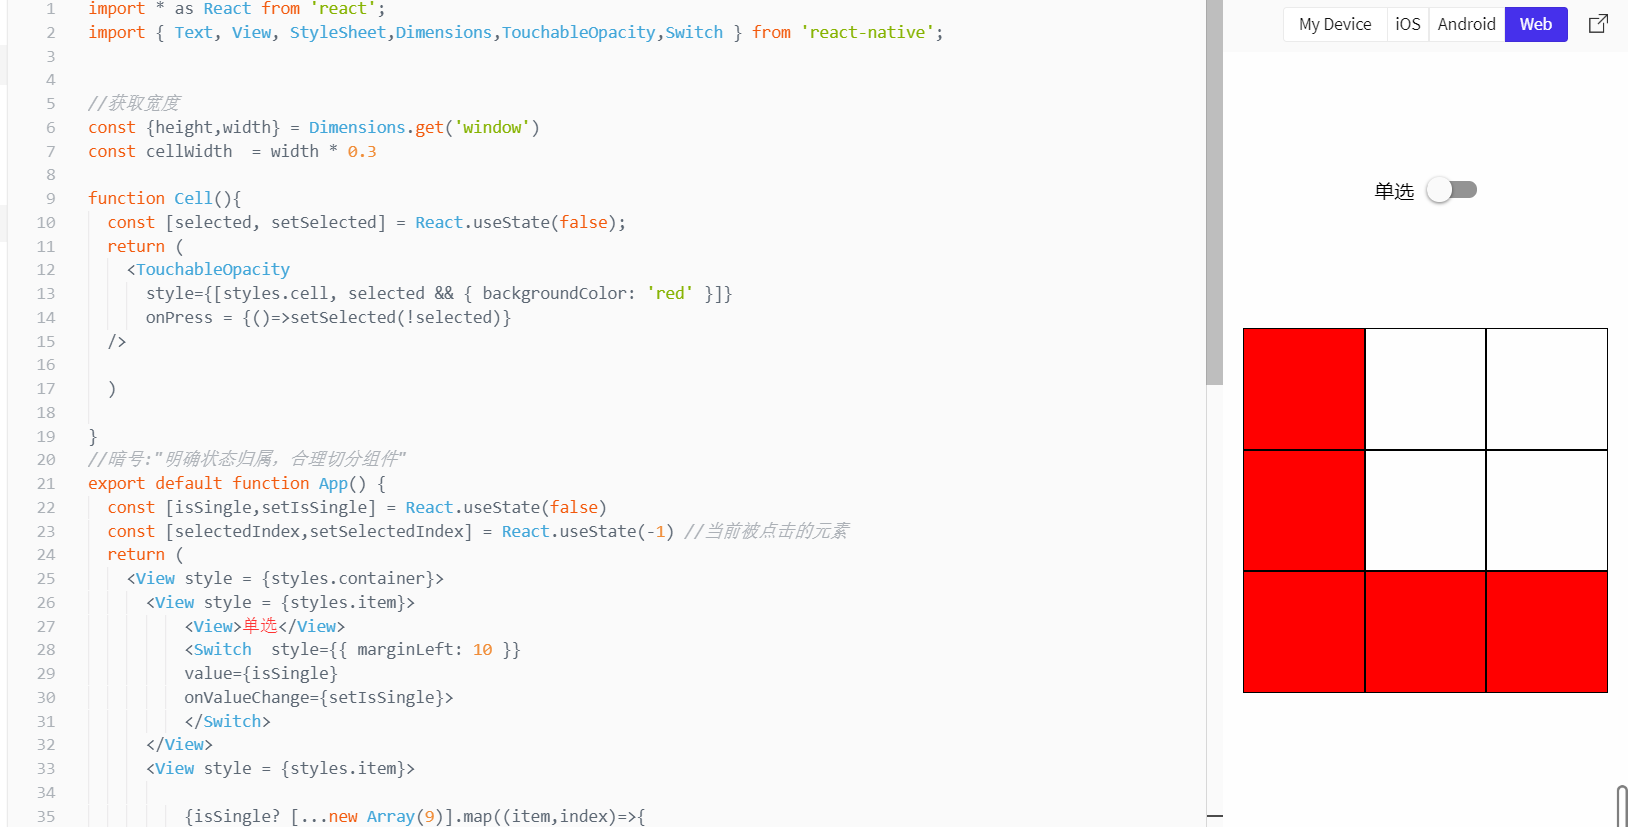 1 import * as React from 'react';
2 import { Text, View, StyleSheet,Dimensions,TouchableOpacity,Switch } from 'react-native';
3
4
5 //获取宽度
6 const {height,width} = Dimensions.get('window')
7 const cellWidth  = width * 0.3
8
9 function Cell(){
10   const [selected, setSelected] = React.useState(false);
11   return (
12     <TouchableOpacity
13       style={[styles.cell, selected && { backgroundColor: 'red' }]}
14       onPress = {()=>setSelected(!selected)}
15   />
16
17   )
18
19 }
20 //暗号:"明确状态归属，合理切分组件"
21 export default function App() {
22   const [isSingle,setIsSingle] = React.useState(false)
23   const [selectedIndex,setSelectedIndex] = React.useState(-1) //当前被点击的元素
24   return (
25     <View style = {styles.container}>
26       <View style = {styles.item}>
27           <View>单选</View>
28           <Switch  style={{ marginLeft: 10 }}
29           value={isSingle}
30           onValueChange={setIsSingle}>
31           </Switch>
32       </View>
33       <View style = {styles.item}>
34
35           {isSingle? [...new Array(9)].map((item,index)=>{
My Device iOS Android Web
单选